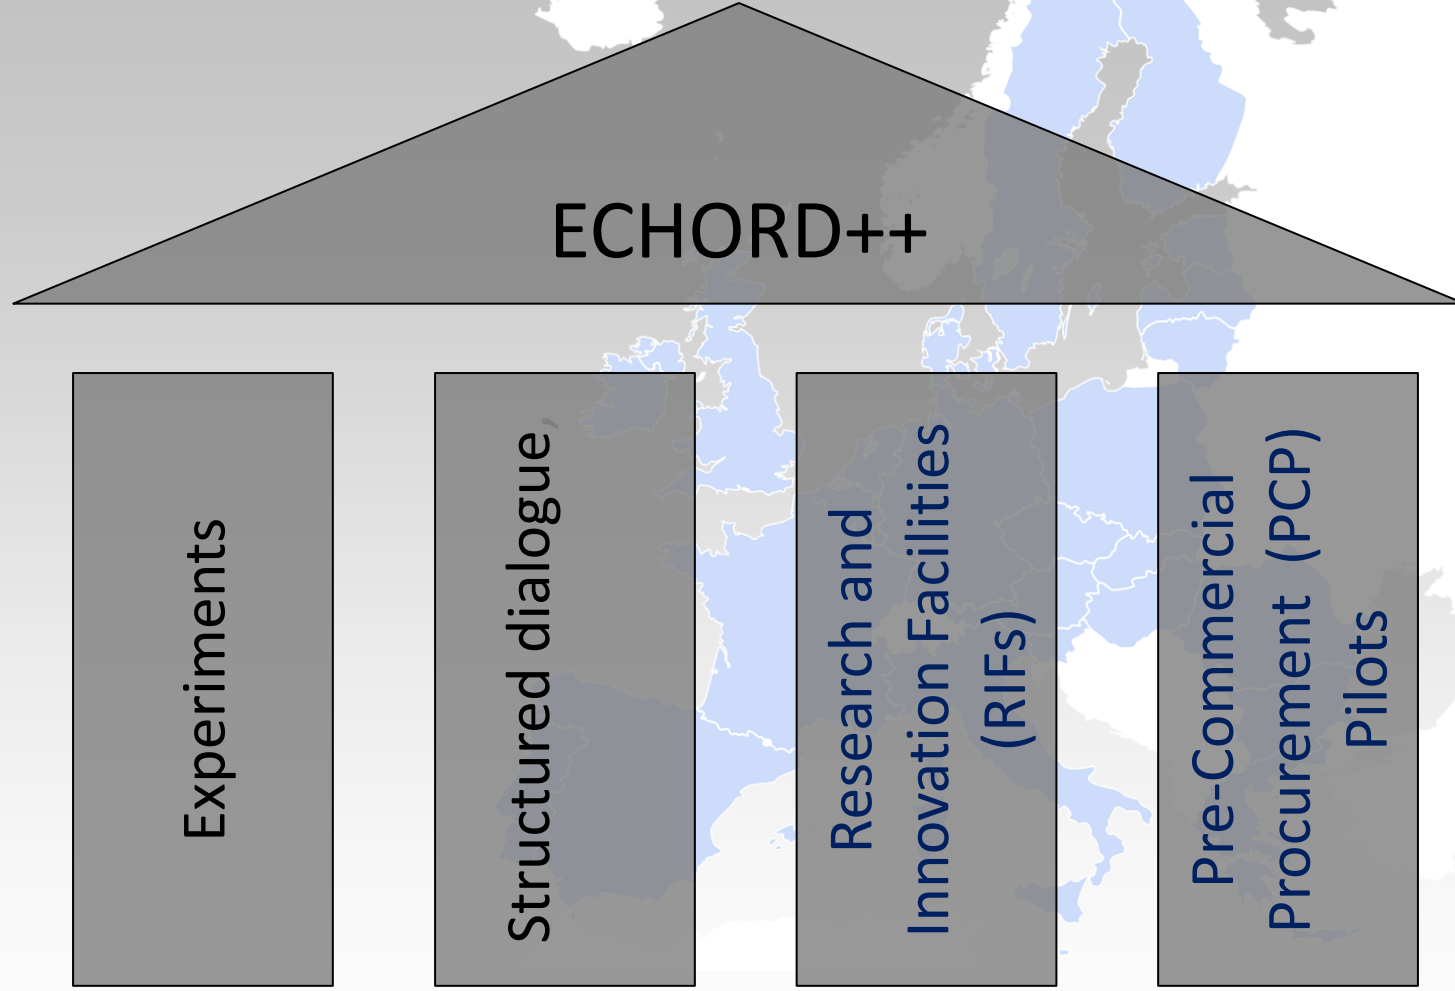 ECHORD++
Experiments
Structured dialogue
Research and
Innovation Facilities
(RIFs)
Pre-Commercial
Procurement (PCP)
Pilots